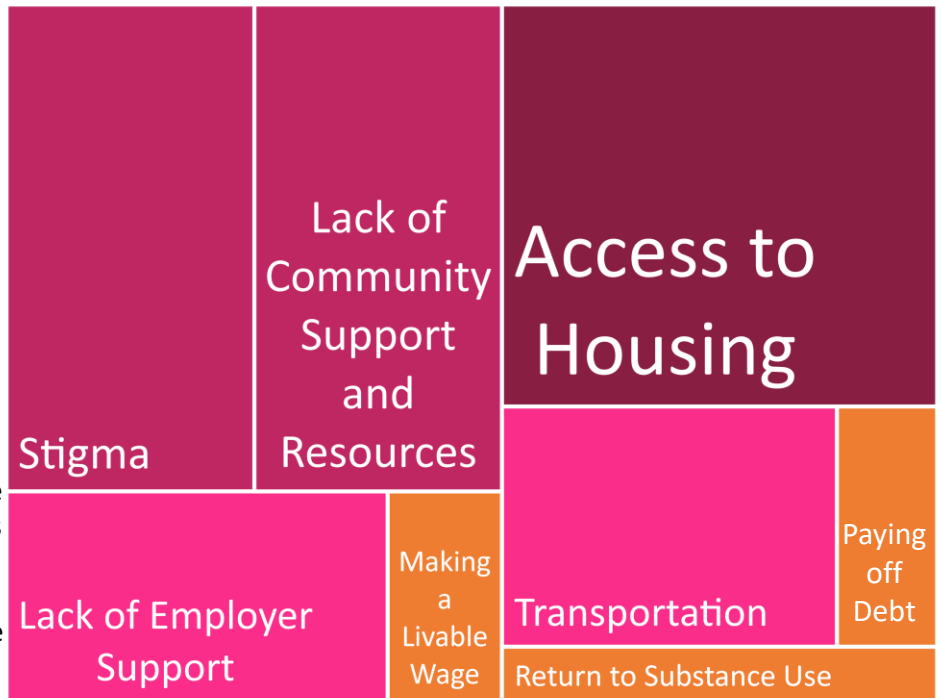 Stigma
Lack of
Community
Support
and
Resources
Access to
Housing
Lack of Employer
Support
Making
a
Livable
Wage
Transportation
Paying
off
Debt
Return to Substance Use